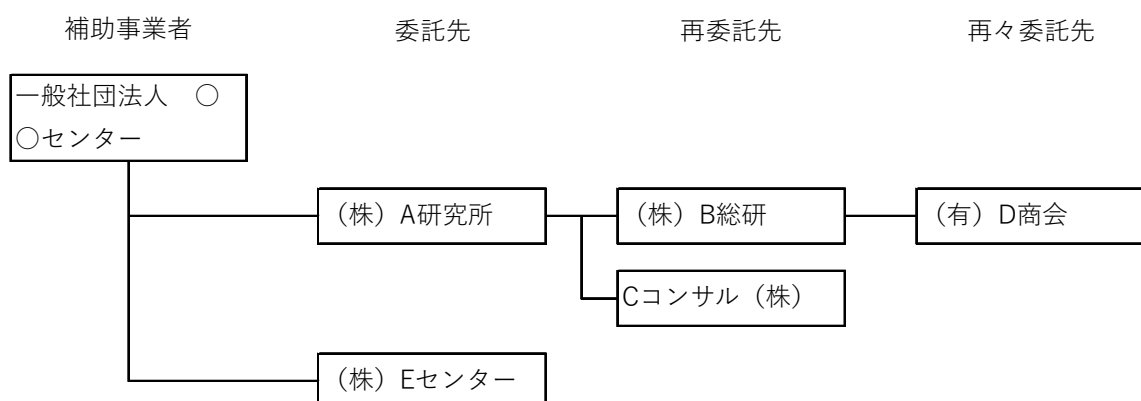 補助事業者
委託先
再委託先
再々委託先
一般社団法人　○
○センター
（株）A研究所
（株）B総研
（有）D商会
Cコンサル（株）
（株）Eセンター